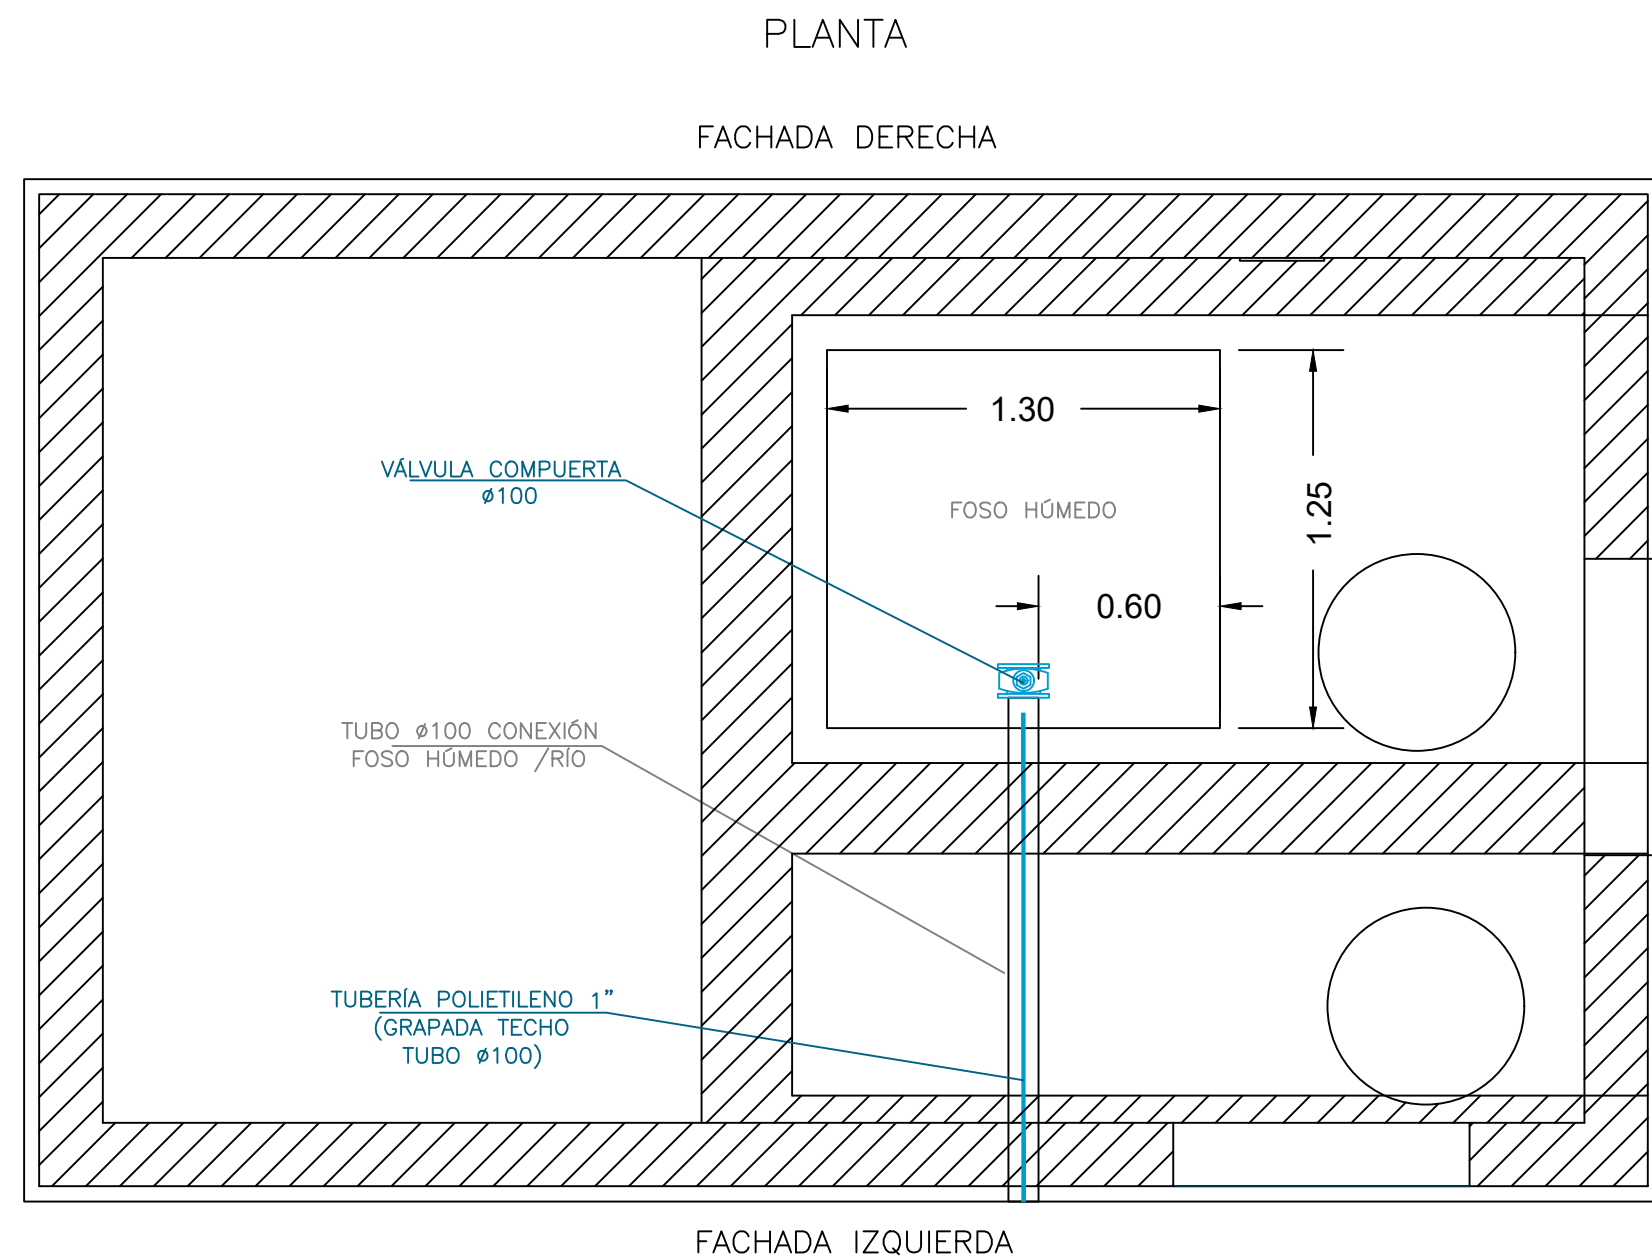 PLANTA
FACHADA DERECHA
1.30
VÁLVULA COMPUERTA
ø100
FOSO HÚMEDO
1.25
0.60
TUBO ø100 CONEXIÓN
FOSO HÚMEDO /RÍO
TUBERÍA POLIETILENO 1”
(GRAPADA TECHO
TUBO ø100)
FACHADA IZQUIERDA